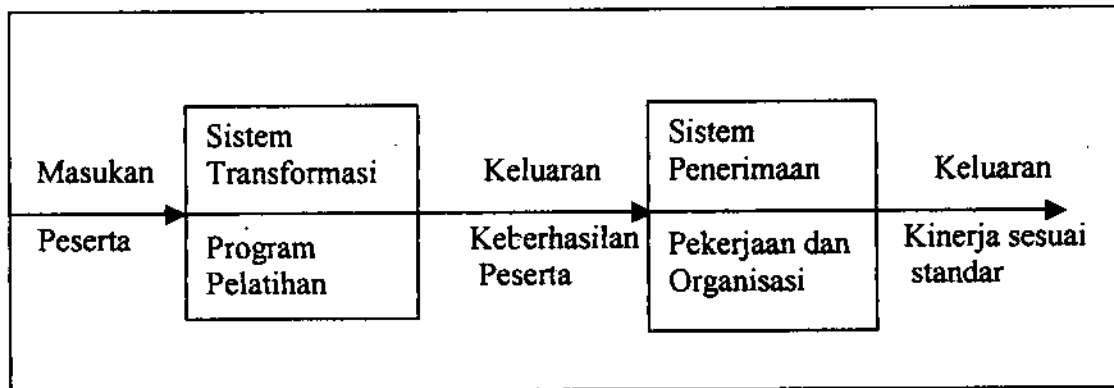 Masukan
Peserta
Sistem
Transformasi
Program
Pelatihan
Keluaran
Keberhasilan
Peserta
Sistem
Penerimaan
Pekerjaan dan
Organisasi
Keluaran
Kinerja sesuai
standar